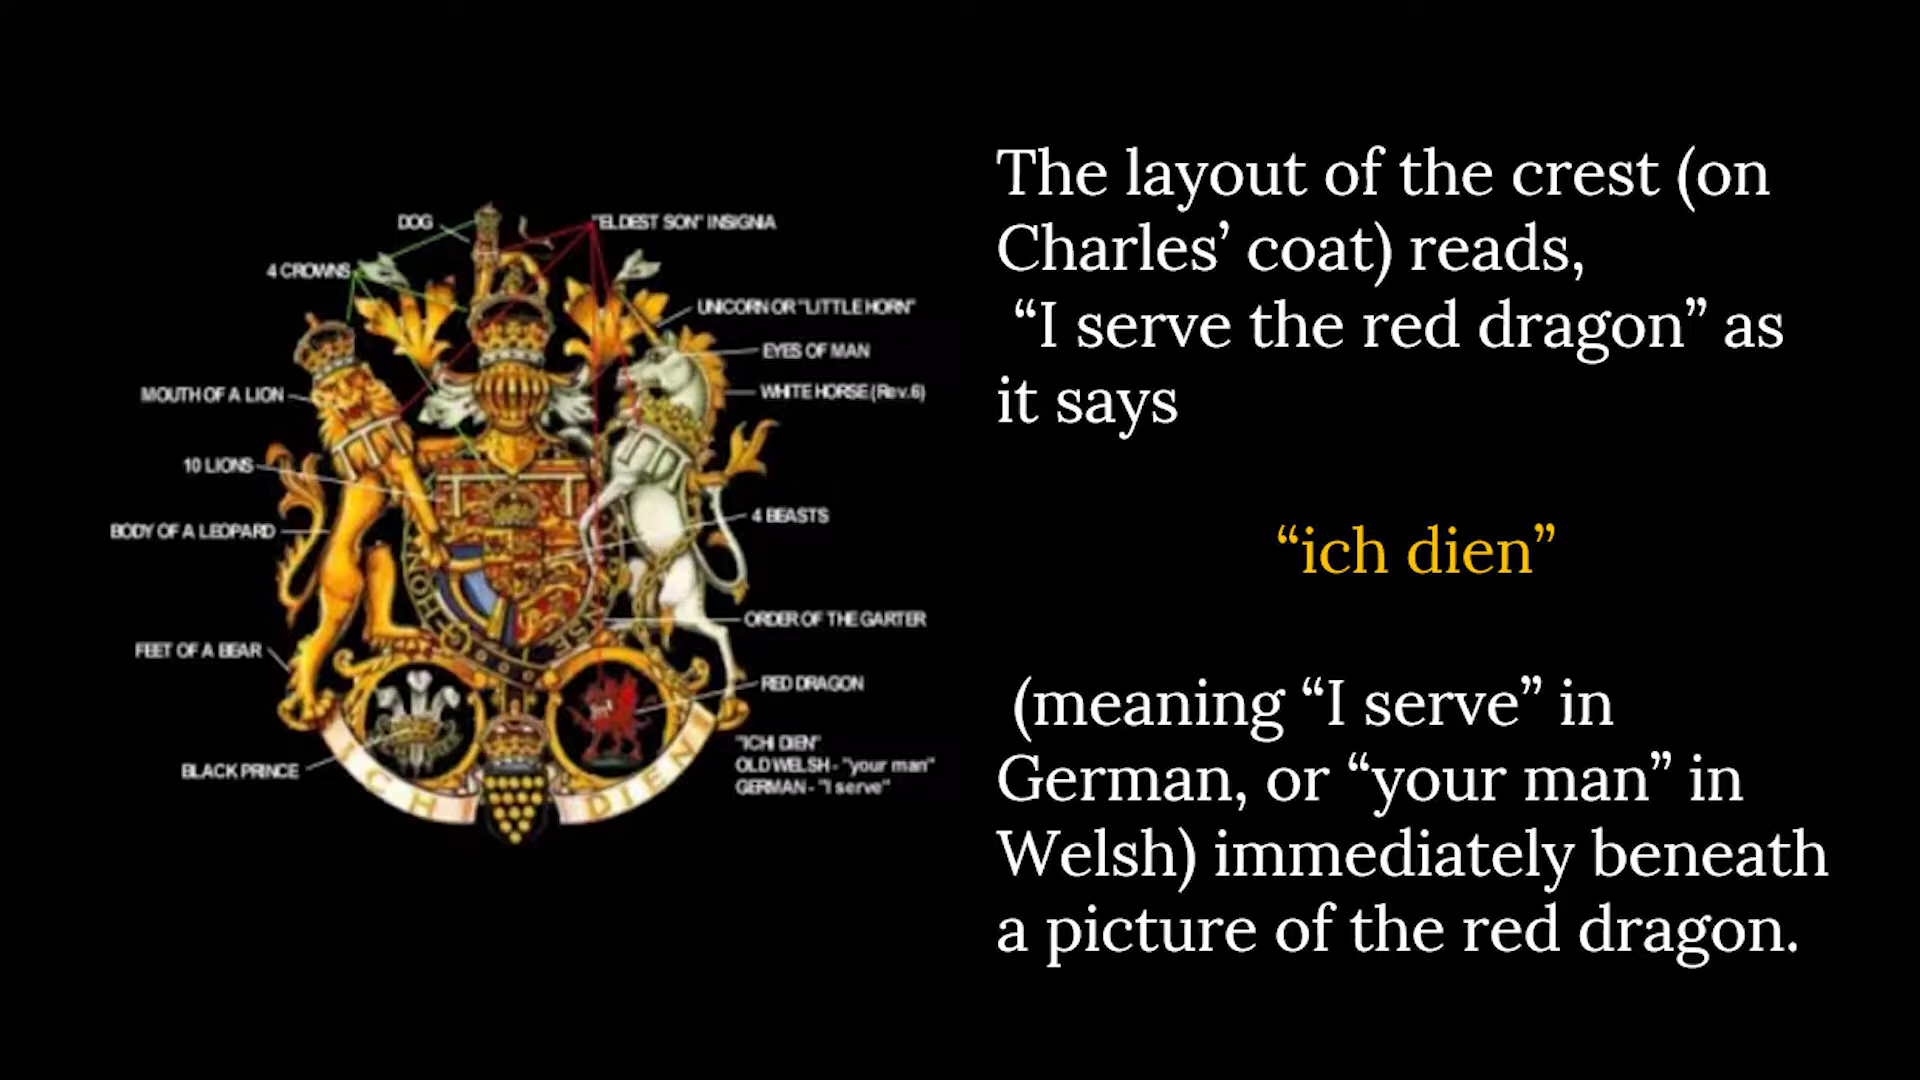 DOG
"ELDEST SON" INSIGNIA
4 CROWNS
UNICORN OR "LITTLE HORN"
EYES OF MAN
MOUTH OF A LION
WHITE HORSE (Rev.6)
10 LIONS
4 BEASTS
BODY OF A LEOPARD
ORDER OF THE GARTER
FEET OF A BEAR
RED DRAGON
BLACK PRINCE
"ICH DIEN"
OLD WELSH - "your man"
GERMAN - "I serve"
ICH DIEN
The layout of the crest (on
Charles’ coat) reads,
“I serve the red dragon” as
it says
“ich dien”
(meaning “I serve” in
German, or “your man” in
Welsh) immediately beneath
a picture of the red dragon.